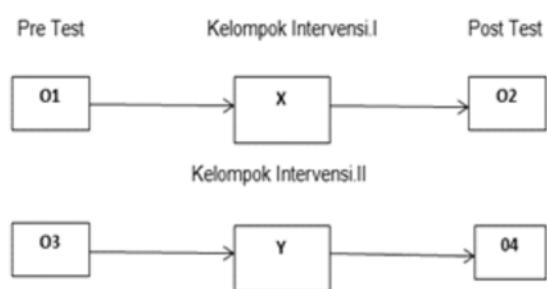 Pre Test Kelompok Intervensi.I Post Test
O1 X O2
Kelompok Intervensi.II
O3 Y 04